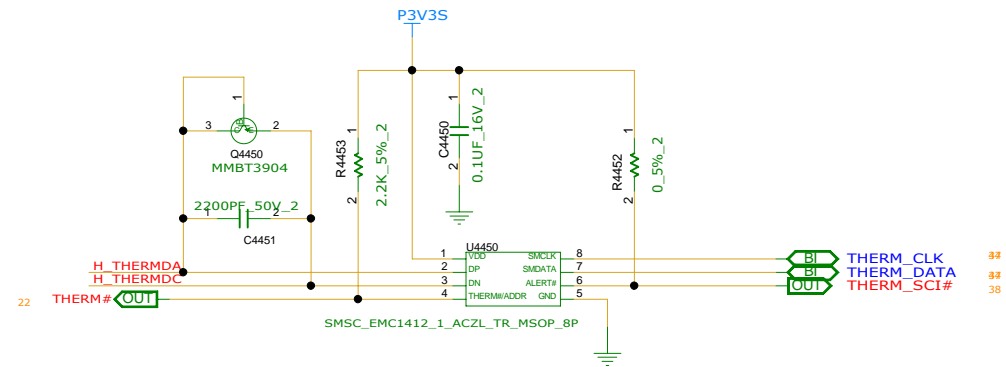 P3V3S
1
3
2
Q4450
MMBT3904
2200PF_50V_2
1
2
C4451
R4453
1
2
2.2K_5%_2
C4450
1
2
0.1UF_16V_2
R4452
1
2
0_5%_2
U4450
H_THERMDA
H_THERMDC
22
THERM#
OUT
1
2
3
4
VDD
DP
DN
THERM#/ADDR
SMCLK
SMDATA
ALERT#
GND
8
7
6
5
BI
THERM_CLK
BI
THERM_DATA
OUT
THERM_SCI#
38
SMSC_EMC1412_1_ACZL_TR_MSOP_8P